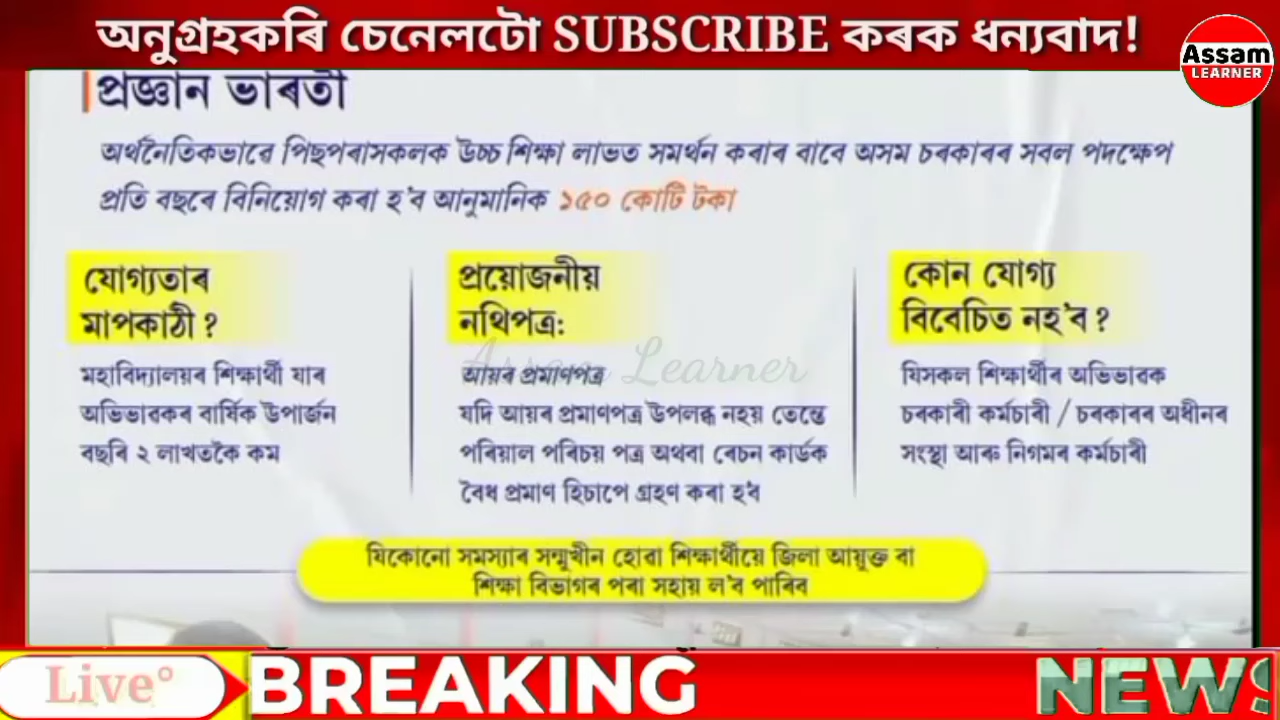 অনুগ্ৰহকৰি চেনেলটো SUBSCRIBE কৰক ধন্যবাদ!
Assam
LEARNER
প্ৰজ্ঞান ভাৰতী
অৰ্থনৈতিকভাৱে পিছপৰাসকলক উচ্চ শিক্ষা লাভত সমৰ্থন কৰাৰ বাবে অসম চৰকাৰৰ সবল পদক্ষেপ
প্ৰতি বছৰে বিনিয়োগ কৰা হ'ব আনুমানিক ১৫০ কোটি টকা
যোগ্যতাৰ
মাপকাঠী ?
মহাবিদ্যালয়ৰ শিক্ষাৰ্থী যাৰ
অভিভাৱকৰ বাৰ্ষিক উপাৰ্জন
বছৰি ২ লাখতকৈ কম
প্ৰয়োজনীয়
নথিপত্ৰ:
আয়ৰ প্ৰমাণপত্ৰ
যদি আয়ৰ প্ৰমাণপত্ৰ উপলব্ধ নহয় তেন্তে
পৰিয়াল পৰিচয় পত্ৰ অথবা ৰেচন কাৰ্ডক
বৈধ প্ৰমাণ হিচাপে গ্ৰহণ কৰা হ'ব
কোন যোগ্য
বিবেচিত নহ'ব ?
যিসকল শিক্ষাৰ্থীৰ অভিভাৱক
চৰকাৰী কৰ্মচাৰী / চৰকাৰৰ অধীনৰ
সংস্থা আৰু নিগমৰ কৰ্মচাৰী
Assam Learner
যিকোনো সমস্যাৰ সন্মুখীন হোৱা শিক্ষাৰ্থীয়ে জিলা আয়ুক্ত বা
শিক্ষা বিভাগৰ পৰা সহায় ল'ব পাৰিব
Live°
BREAKING
NEWS